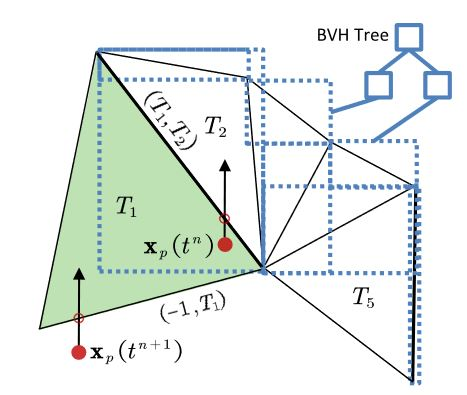 BVH Tree
(T₁,T₂)
T₂
T₁
𝐱ₚ(tⁿ)
(-1,T₁)
T₅
𝐱ₚ(tⁿ⁺¹)